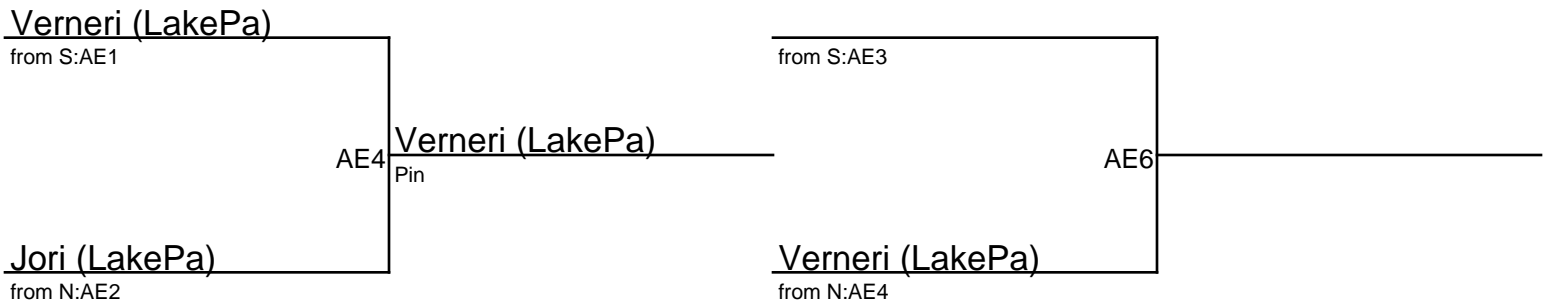 Verneri (LakePa)
from S:AE1
AE4
Verneri (LakePa)
Pin
Jori (LakePa)
from N:AE2
from S:AE3
AE6
Verneri (LakePa)
from N:AE4